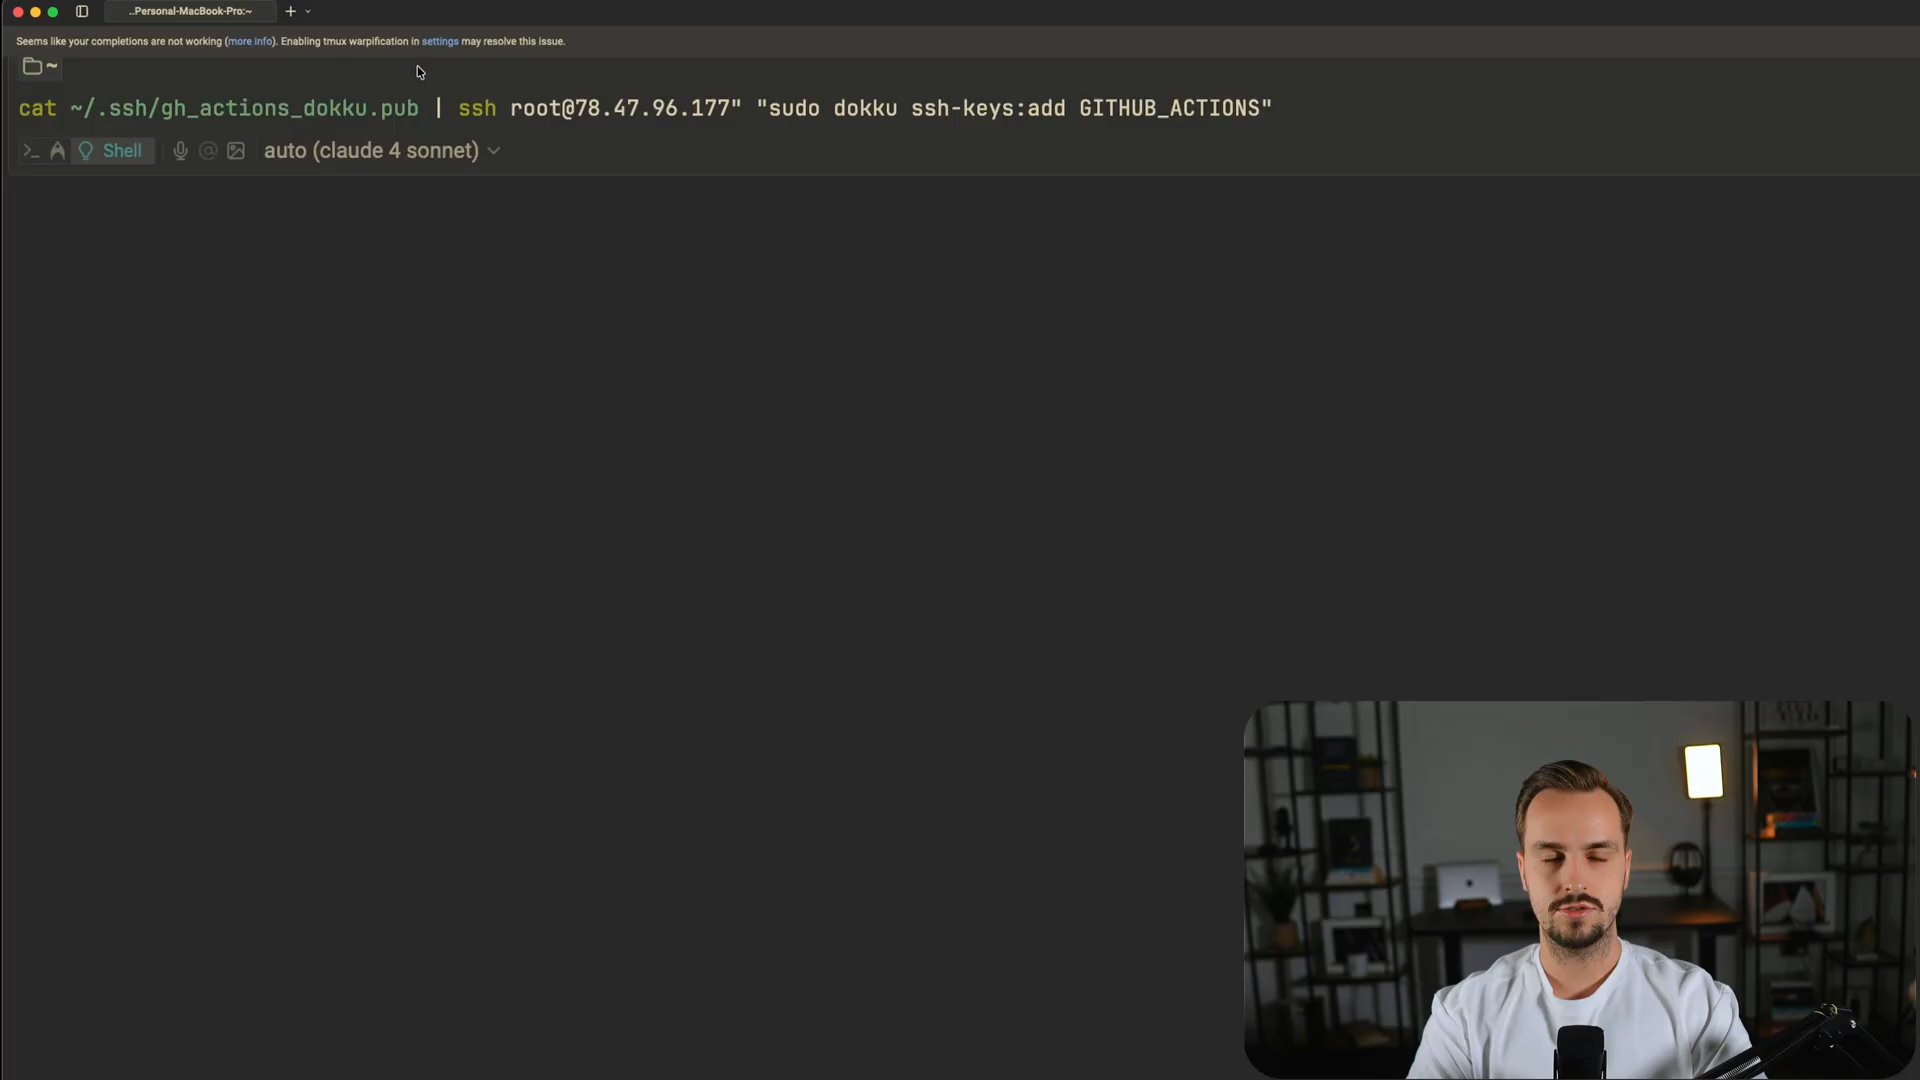 ..Personal-MacBook-Pro:~
Seems like your completions are not working (more info). Enabling tmux warpification in settings may resolve this issue.
~
cat ~/.ssh/gh_actions_dokku.pub | ssh root@78.47.96.177" "sudo dokku ssh-keys:add GITHUB_ACTIONS"
Shell auto (claude 4 sonnet)